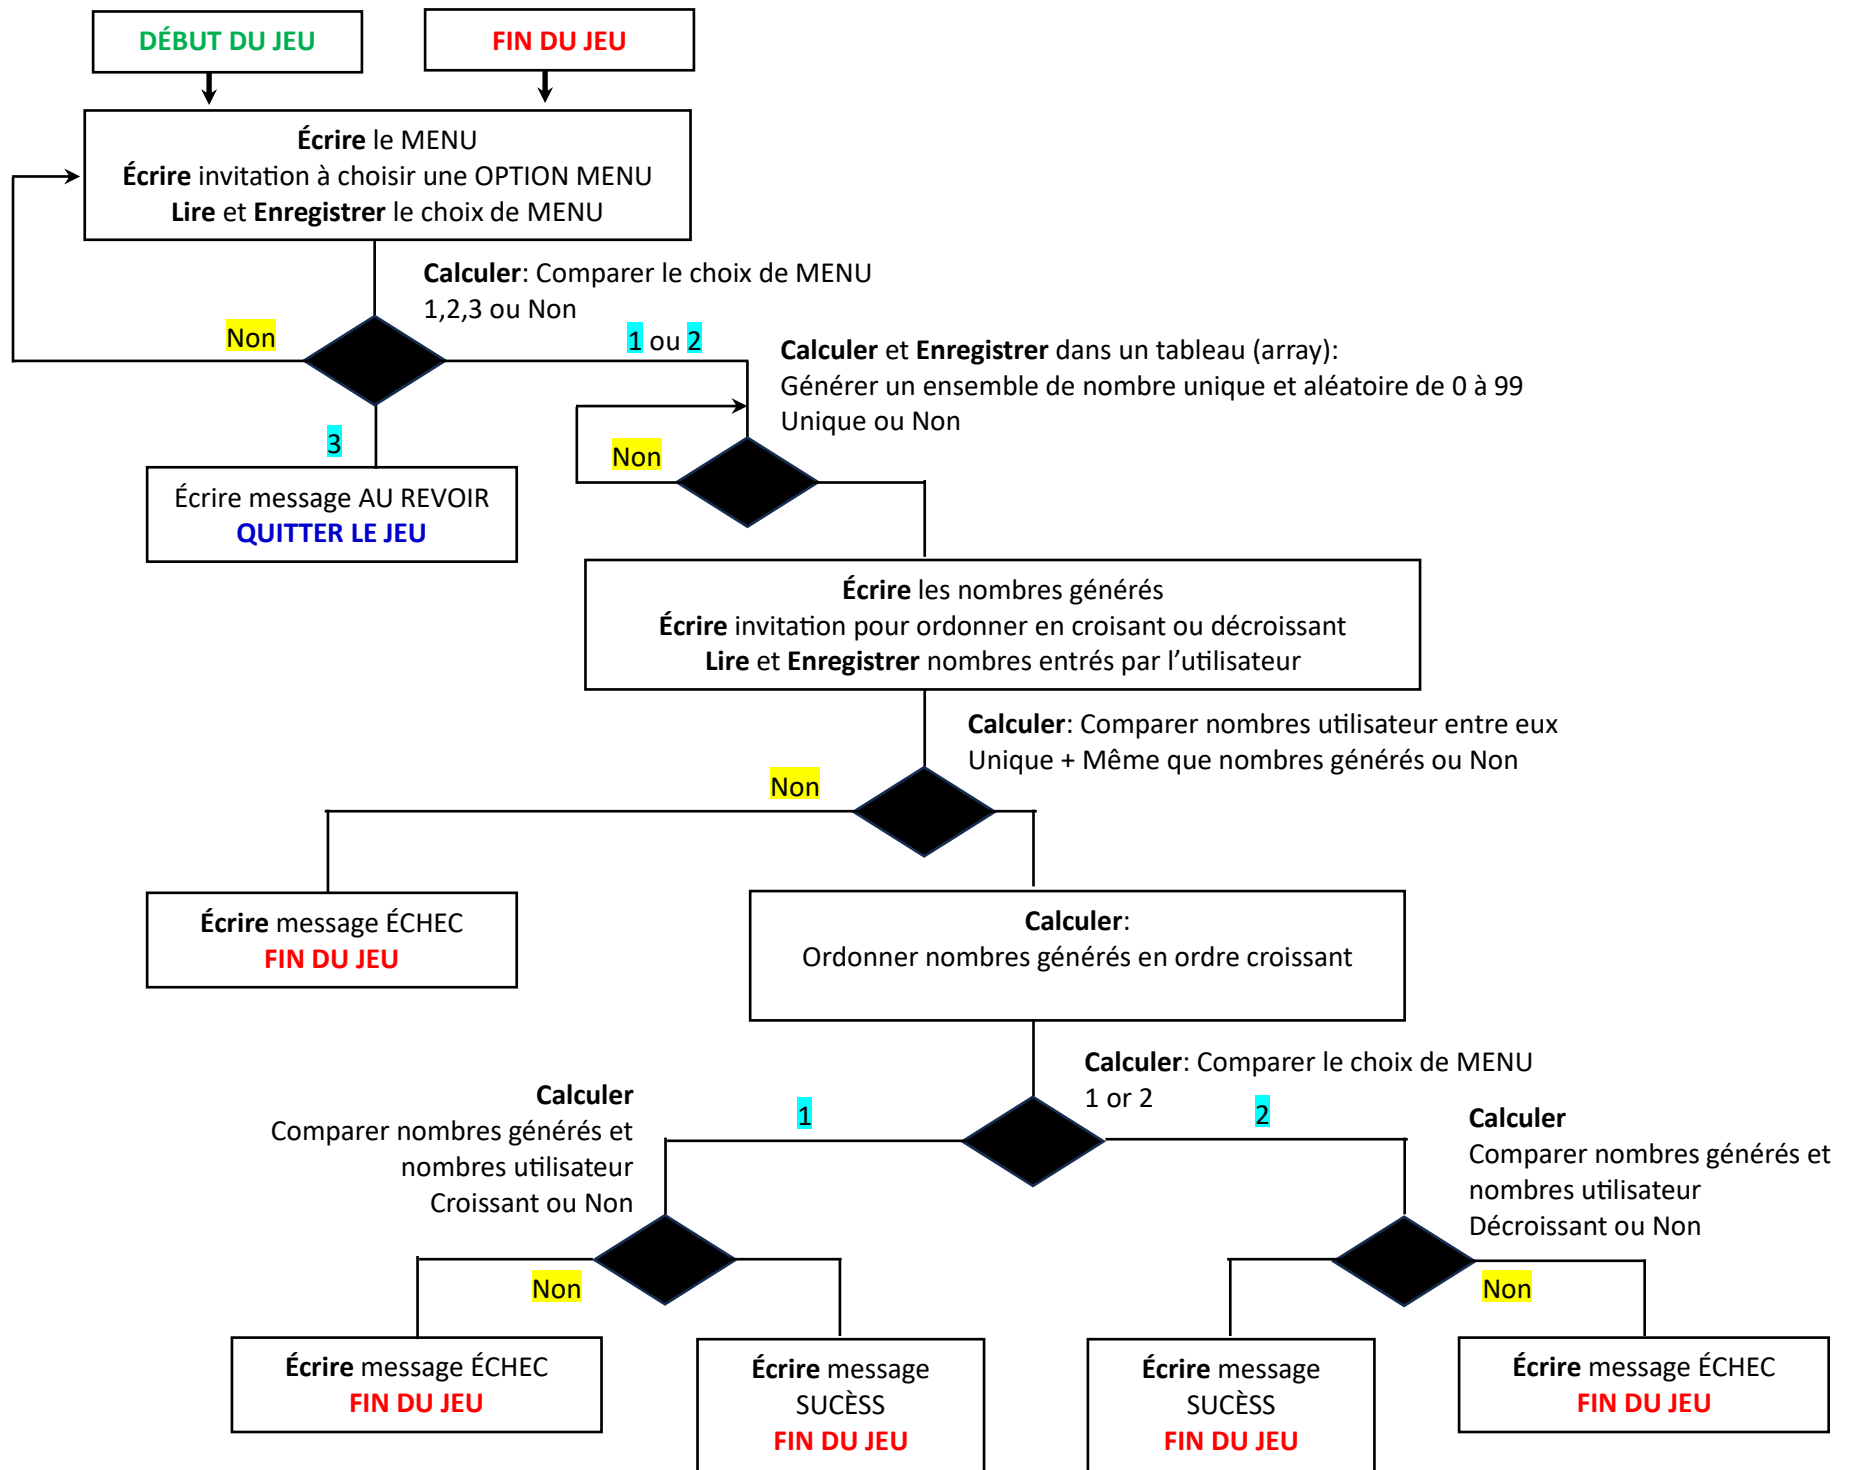 DÉBUT DU JEU
FIN DU JEU
Écrire le MENU
Écrire invitation à choisir une OPTION MENU
Lire et Enregistrer le choix de MENU
Calculer: Comparer le choix de MENU
1,2,3 ou Non
Non
1 ou 2
Calculer et Enregistrer dans un tableau (array):
Générer un ensemble de nombre unique et aléatoire de 0 à 99
Unique ou Non
3
Non
Écrire message AU REVOIR
QUITTER LE JEU
Écrire les nombres générés
Écrire invitation pour ordonner en croisant ou décroissant
Lire et Enregistrer nombres entrés par l'utilisateur
Calculer: Comparer nombres utilisateur entre eux
Unique + Même que nombres générés ou Non
Non
Écrire message ÉCHEC
FIN DU JEU
Calculer:
Ordonner nombres générés en ordre croissant
Calculer: Comparer le choix de MENU
1 or 2
1
2
Calculer
Comparer nombres générés et
nombres utilisateur
Croissant ou Non
Calculer
Comparer nombres générés et
nombres utilisateur
Décroissant ou Non
Non
Non
Écrire message ÉCHEC
FIN DU JEU
Écrire message
SUCÈSS
FIN DU JEU
Écrire message
SUCÈSS
FIN DU JEU
Écrire message ÉCHEC
FIN DU JEU